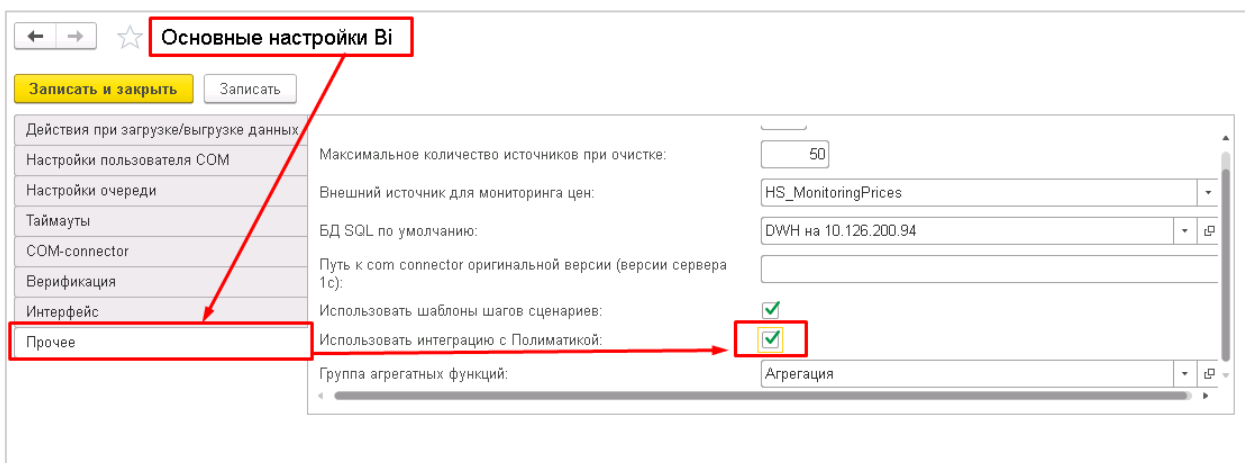 Основные настройки Bi
Записать и закрыть
Записать
Действия при загрузке/выгрузке данных
Настройки пользователя COM
Настройки очереди
Таймауты
COM-connector
Верификация
Интерфейс
Прочее
Максимальное количество источников при очистке:
50
Внешний источник для мониторинга цен:
HS_MonitoringPrices
БД SQL по умолчанию:
DWH на 10.126.200.94
Путь к com connector оригинальной версии (версии сервера
1с):
Использовать шаблоны шагов сценариев:
Использовать интеграцию с Полиматикой:
Группа агрегатных функций:
Агрегация